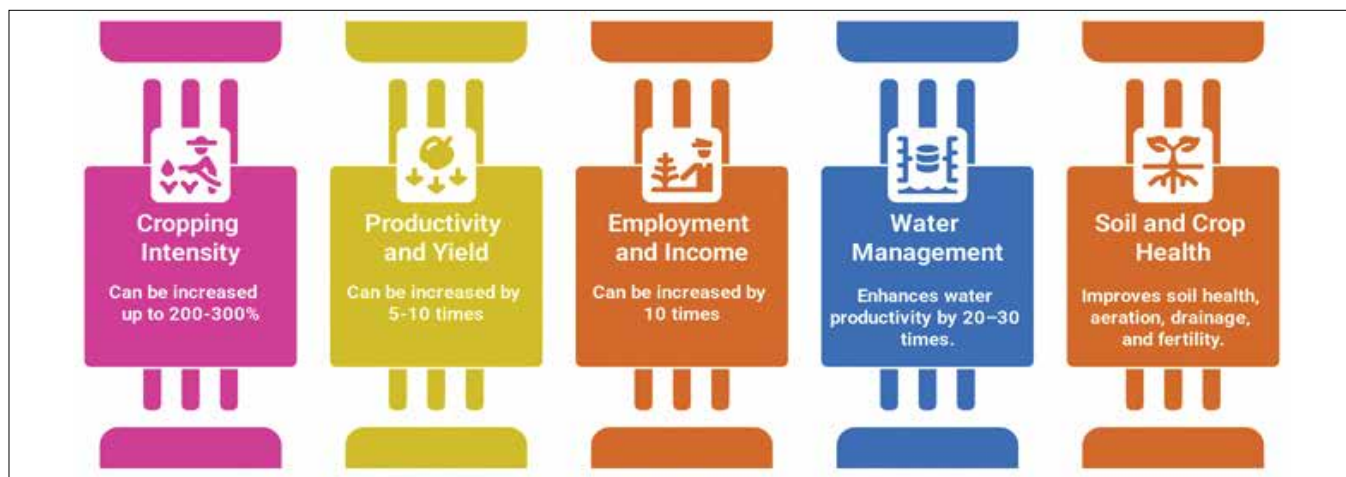 Cropping
Intensity
Can be increased
up to 200-300%
Productivity
and Yield
Can be increased by
5-10 times
Employment
and Income
Can be increased by
10 times
Water
Management
Enhances water
productivity by 20–30
times.
Soil and Crop
Health
Improves soil health,
aeration, drainage,
and fertility.